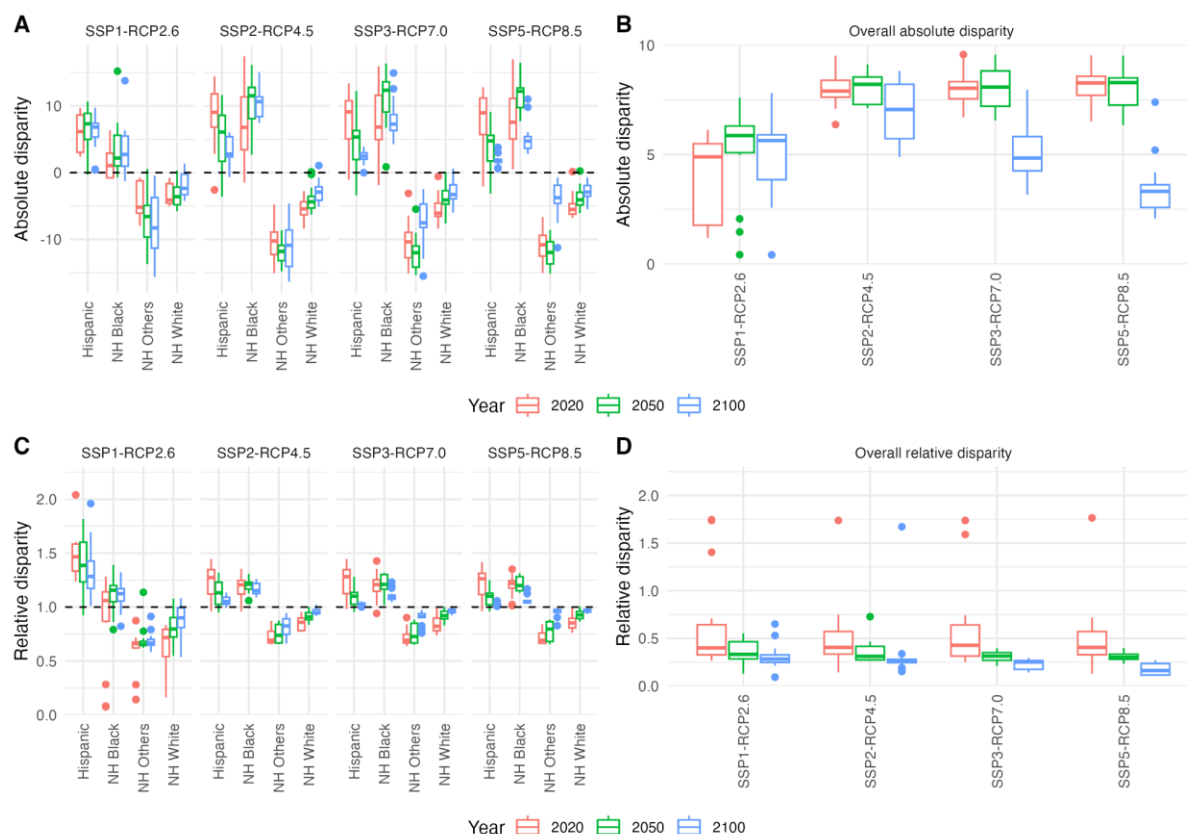 A
SSP1-RCP2.6 SSP2-RCP4.5 SSP3-RCP7.0 SSP5-RCP8.5
Absolute disparity
10
0
-10
Hispanic NH Black NH Others NH White Hispanic NH Black NH Others NH White Hispanic NH Black NH Others NH White Hispanic NH Black NH Others NH White
B
Overall absolute disparity
Absolute disparity
10
5
0
SSP1-RCP2.6 SSP2-RCP4.5 SSP3-RCP7.0 SSP5-RCP8.5
Year 2020 2050 2100
C
SSP1-RCP2.6 SSP2-RCP4.5 SSP3-RCP7.0 SSP5-RCP8.5
Relative disparity
2.0
1.5
1.0
0.5
0.0
Hispanic NH Black NH Others NH White Hispanic NH Black NH Others NH White Hispanic NH Black NH Others NH White Hispanic NH Black NH Others NH White
D
Overall relative disparity
Relative disparity
2.0
1.5
1.0
0.5
0.0
SSP1-RCP2.6 SSP2-RCP4.5 SSP3-RCP7.0 SSP5-RCP8.5
Year 2020 2050 2100